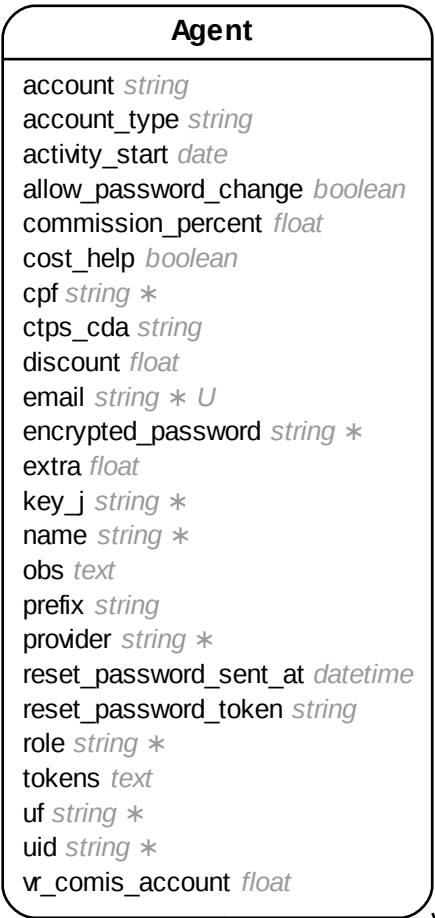 Agent
account string
account_type string
activity_start date
allow_password_change boolean
commission_percent float
cost_help boolean
cpf string ∗
ctps_cda string
discount float
email string ∗ U
encrypted_password string ∗
extra float
key_j string ∗
name string ∗
obs text
prefix string
provider string ∗
reset_password_sent_at datetime
reset_password_token string
role string ∗
tokens text
uf string ∗
uid string ∗
vr_comis_account float